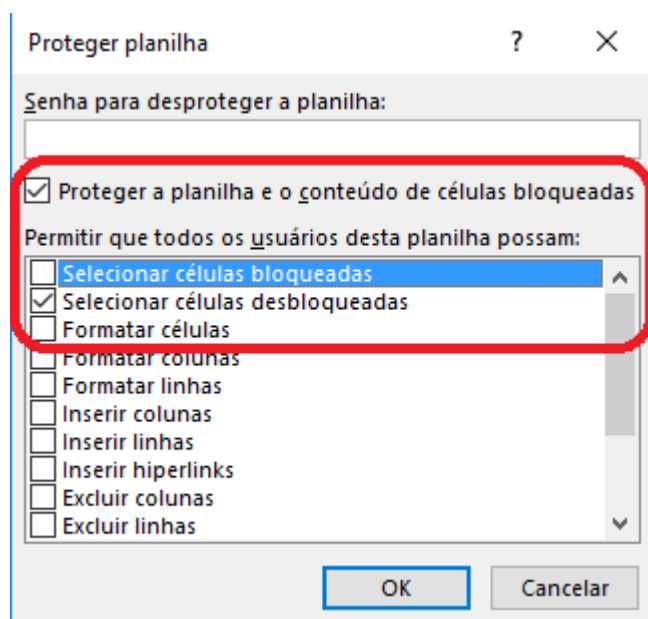 Proteger planilha ?
Senha para desproteger a planilha:
Proteger a planilha e o conteúdo de células bloqueadas
Permitir que todos os usuários desta planilha possam:
Selecionar células bloqueadas
Selecionar células desbloqueadas
Formatar células
Formatar colunas
Formatar linhas
Inserir colunas
Inserir linhas
Inserir hiperlinks
Excluir colunas
Excluir linhas
OK Cancelar